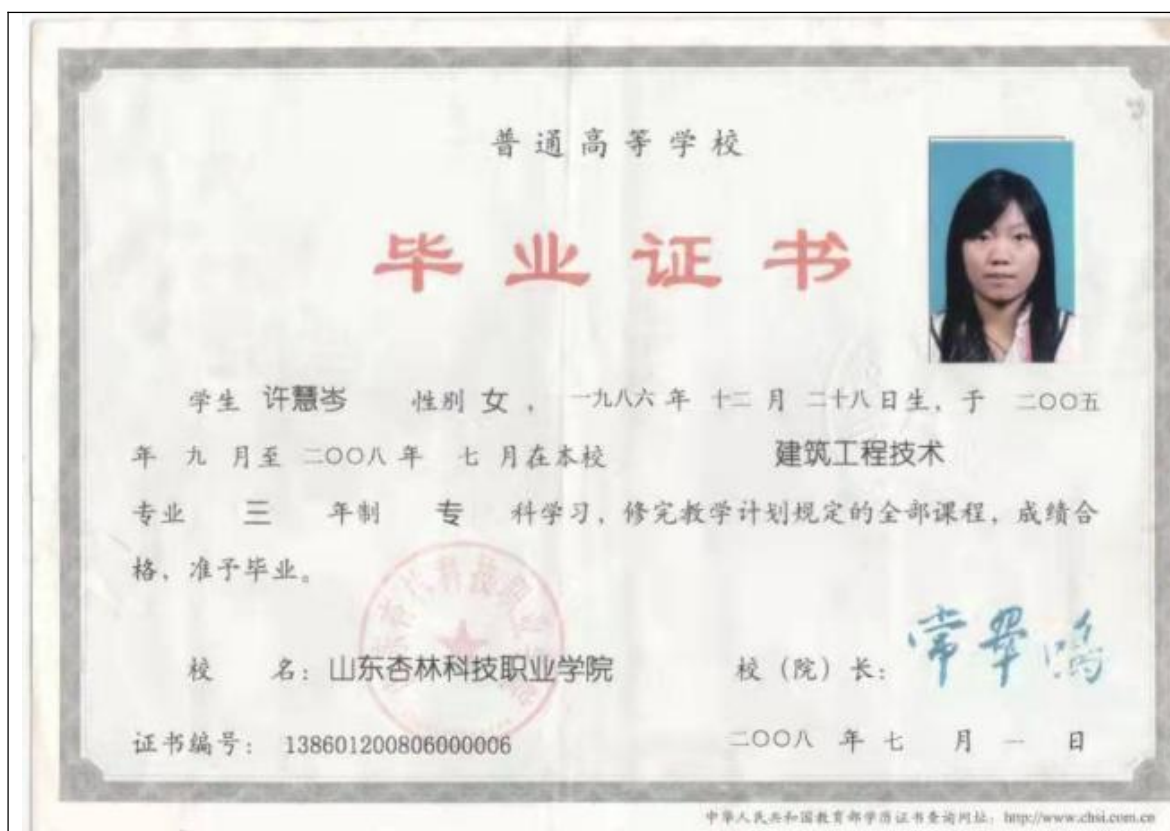 普通高等学校
毕业证书
学生 许慧岑 性别 女 ， 一九八六 年 十二 月 二十八日生，于 二〇〇五
年 九 月至 二〇〇八 年 七 月在本校 建筑工程技术
专业 三 年制 专 科学习，修完教学计划规定的全部课程，成绩合
格，准予毕业。
校 名：山东杏林科技职业学院 校（院）长：
证书编号： 138601200806000006 二〇〇八 年 七 月 一 日
中华人民共和国教育部学历证书查询网址：http://www.chsi.com.cn